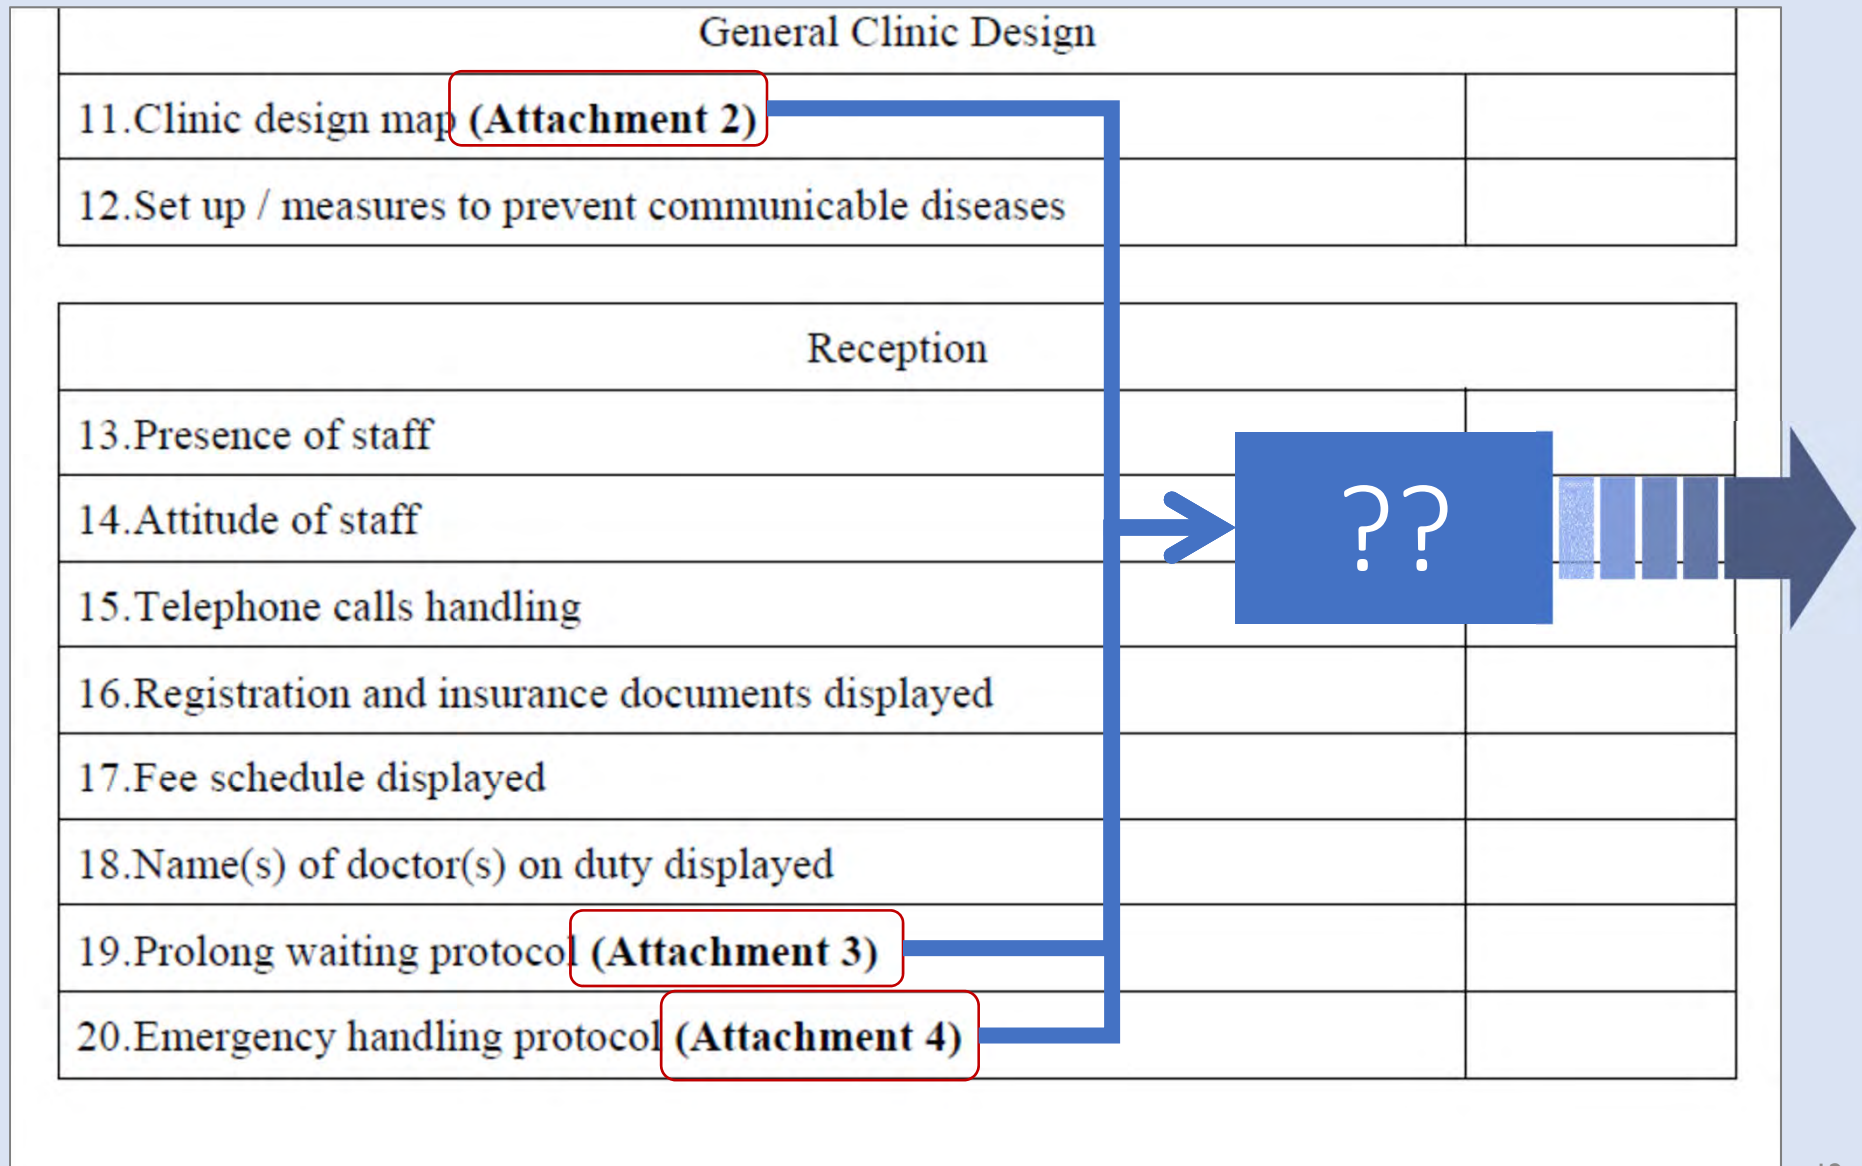 General Clinic Design
11.Clinic design map (Attachment 2)
12.Set up / measures to prevent communicable diseases
Reception
13.Presence of staff
14.Attitude of staff
??
15.Telephone calls handling
16.Registration and insurance documents displayed
17.Fee schedule displayed
18.Name(s) of doctor(s) on duty displayed
19.Prolong waiting protocol (Attachment 3)
20.Emergency handling protocol (Attachment 4)